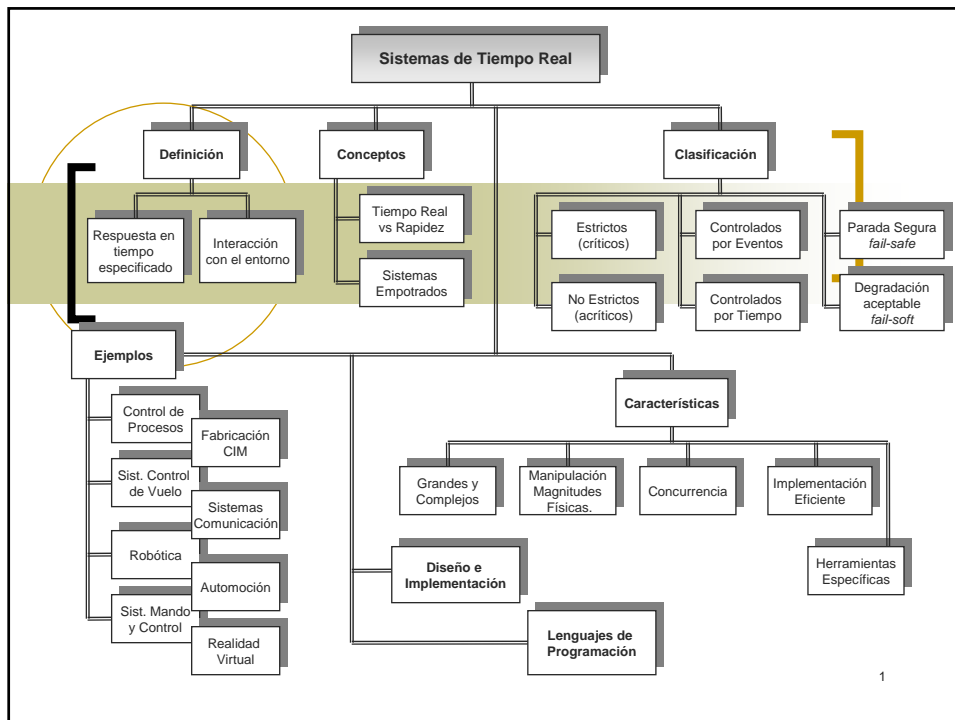 Sistemas de Tiempo Real
Definición
Conceptos
Clasificación
Respuesta en
tiempo
especificado
Interacción
con el entorno
Tiempo Real
vs Rapidez
Sistemas
Empotrados
Estrictos
(críticos)
No Estrictos
(acríticos)
Controlados
por Eventos
Controlados
por Tiempo
Parada Segura
fail-safe
Degradación
aceptable
fail-soft
Ejemplos
Control de
Procesos
Fabricación
CIM
Sist. Control
de Vuelo
Sistemas
Comunicación
Robótica
Automoción
Sist. Mando
y Control
Realidad
Virtual
Características
Grandes y
Complejos
Manipulación
Magnitudes
Físicas.
Concurrencia
Implementación
Eficiente
Herramientas
Específicas
Diseño e
Implementación
Lenguajes de
Programación
1